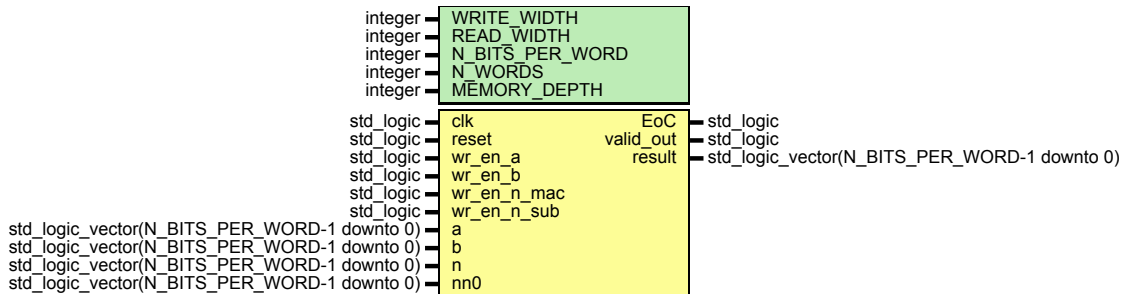 integer WRITE_WIDTH
integer READ_WIDTH
integer N_BITS_PER_WORD
integer N_WORDS
integer MEMORY_DEPTH
std_logic clk EoC std_logic
std_logic reset valid_out std_logic
std_logic wr_en_a result std_logic_vector(N_BITS_PER_WORD-1 downto 0)
std_logic wr_en_b
std_logic wr_en_n_mac
std_logic wr_en_n_sub
std_logic_vector(N_BITS_PER_WORD-1 downto 0) a
std_logic_vector(N_BITS_PER_WORD-1 downto 0) b
std_logic_vector(N_BITS_PER_WORD-1 downto 0) n
std_logic_vector(N_BITS_PER_WORD-1 downto 0) nn0